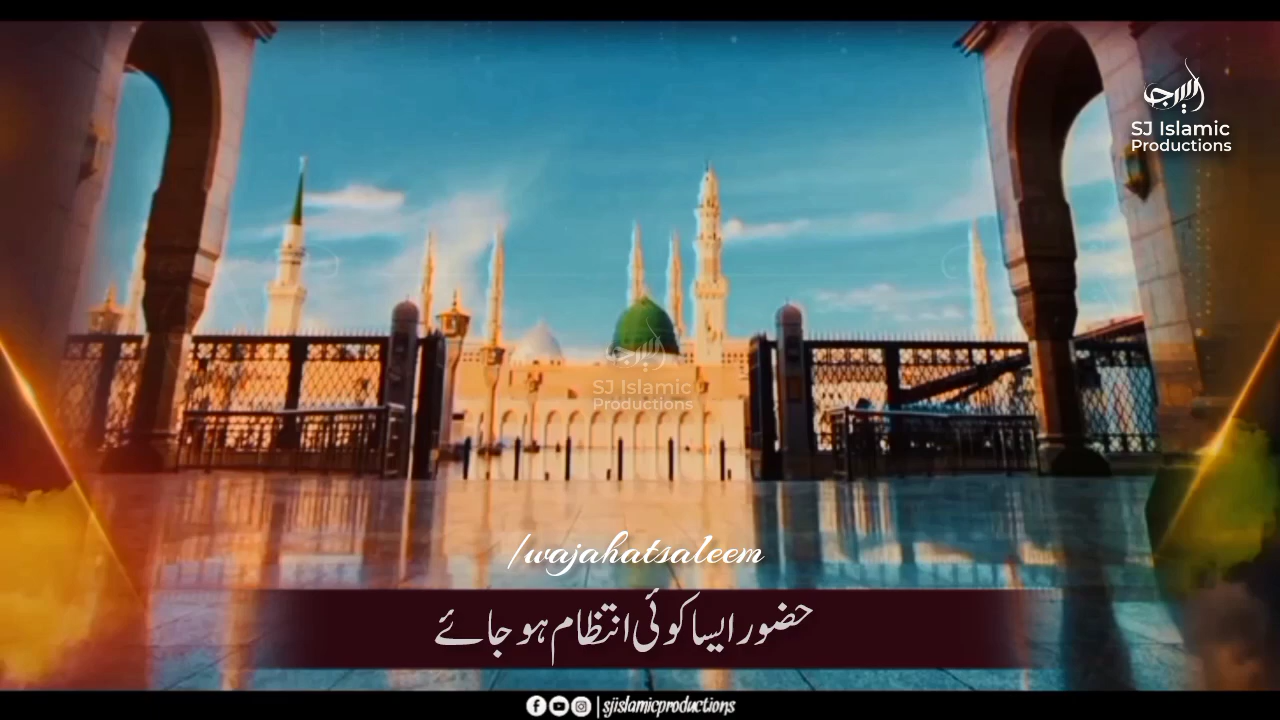 SJ Islamic
Productions
SJ Islamic
Productions
/wajahatsaleem
حضور ایسا کوئی انتظام ہو جائے
|sjislamicproductions